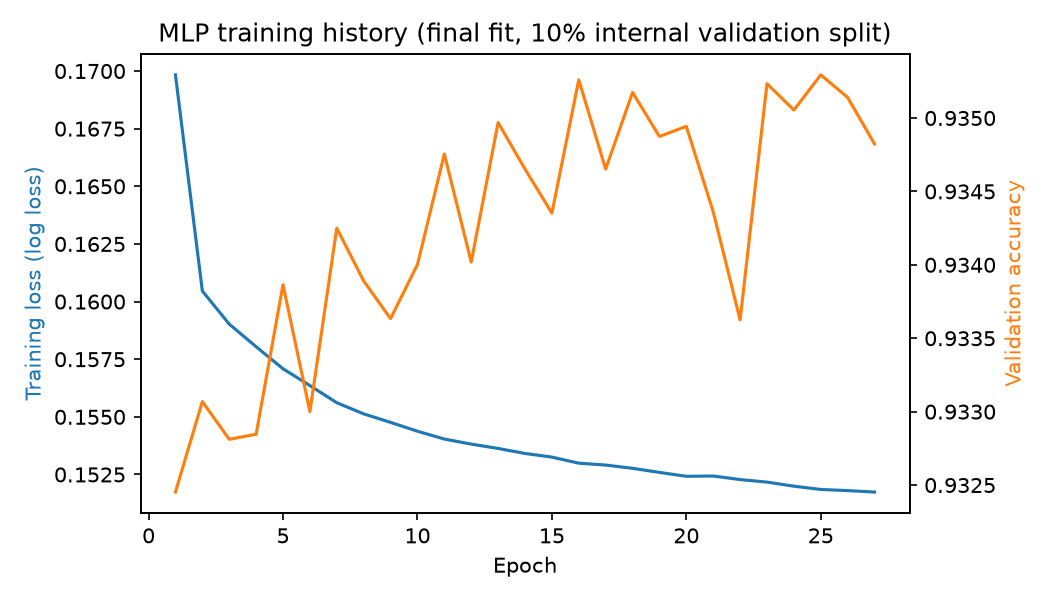 MLP training history (final fit, 10% internal validation split)
Training loss (log loss)
0.1700
0.1675
0.1650
0.1625
0.1600
0.1575
0.1550
0.1525
0.9350
0.9345
0.9340
0.9335
0.9330
0.9325
Validation accuracy
0 5 10 15 20 25
Epoch